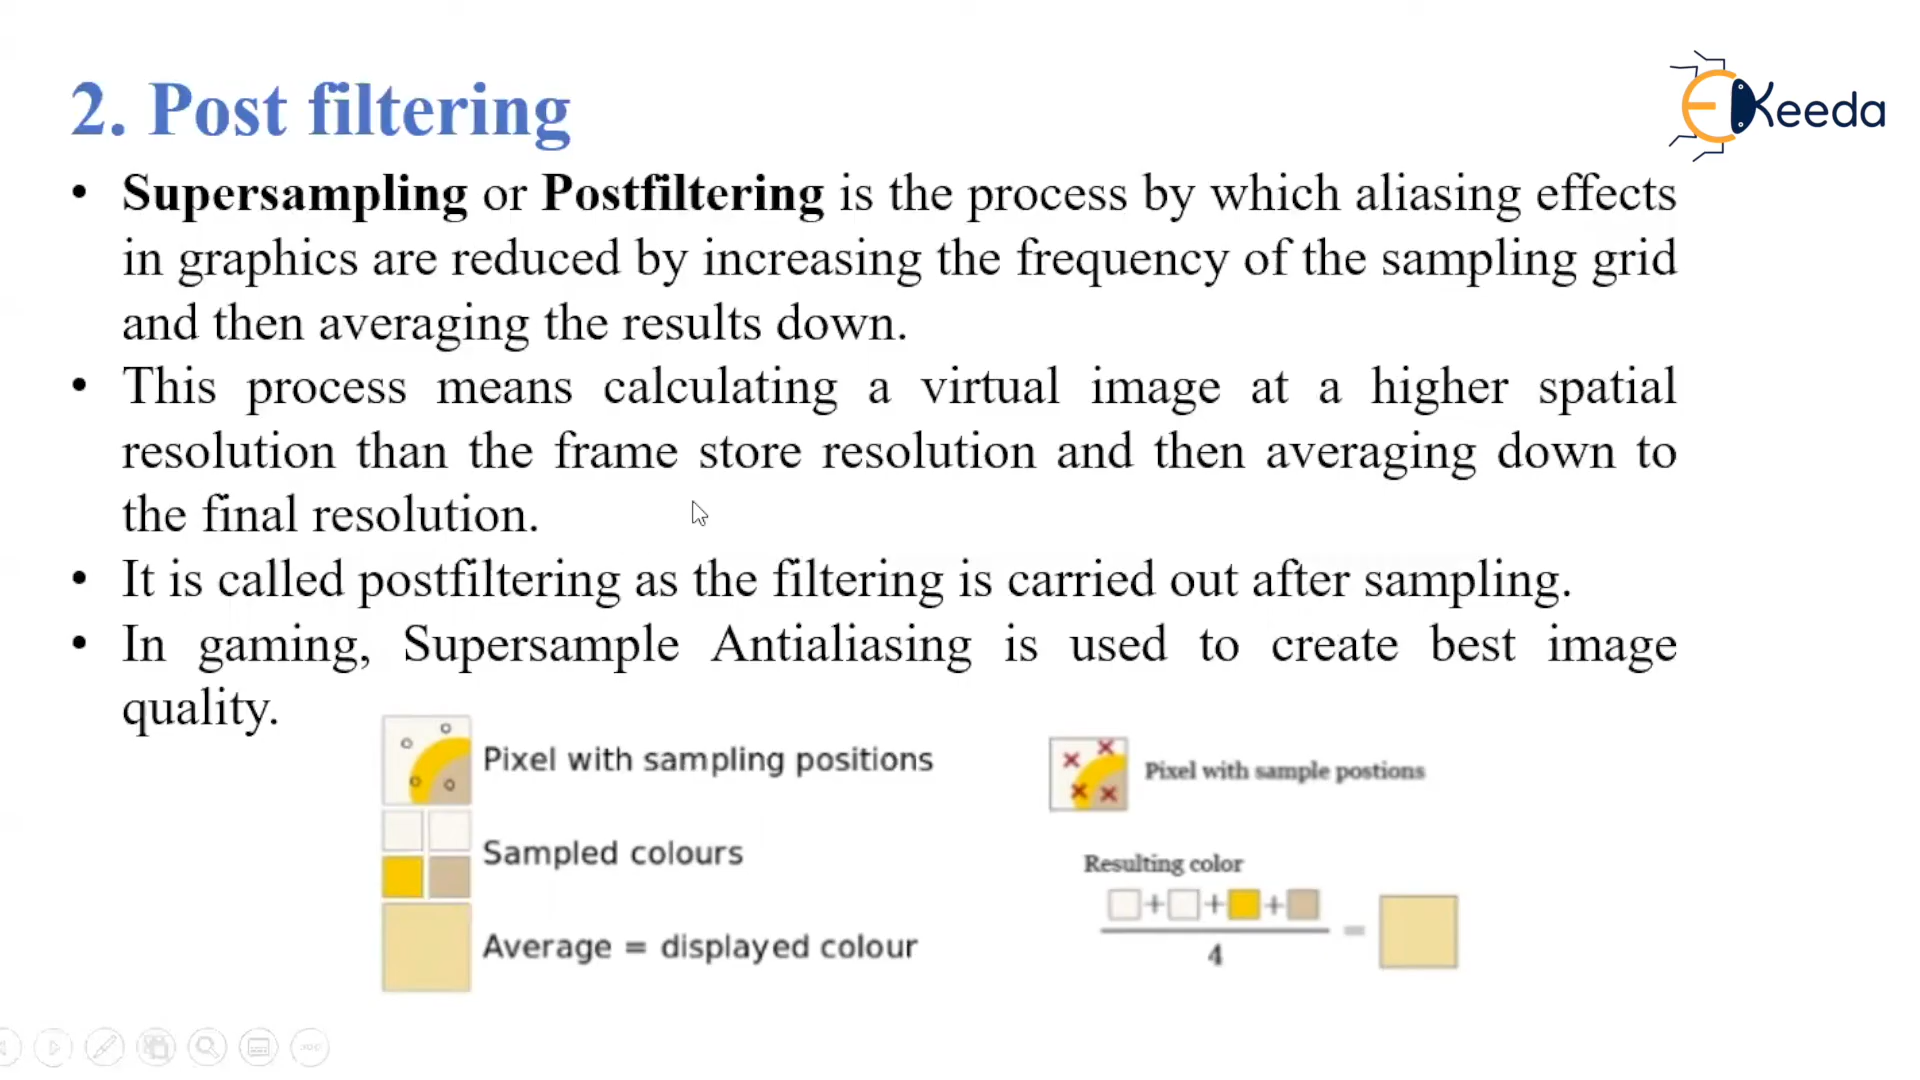 2. Post filtering
EKeeda
• Supersampling or Postfiltering is the process by which aliasing effects
in graphics are reduced by increasing the frequency of the sampling grid
and then averaging the results down.
• This process means calculating a virtual image at a higher spatial
resolution than the frame store resolution and then averaging down to
the final resolution.
• It is called postfiltering as the filtering is carried out after sampling.
• In gaming, Supersample Antialiasing is used to create best image
quality.
Pixel with sampling positions
Sampled colours
Average = displayed colour
Pixel with sample postions
Resulting color
+ + +
=
4